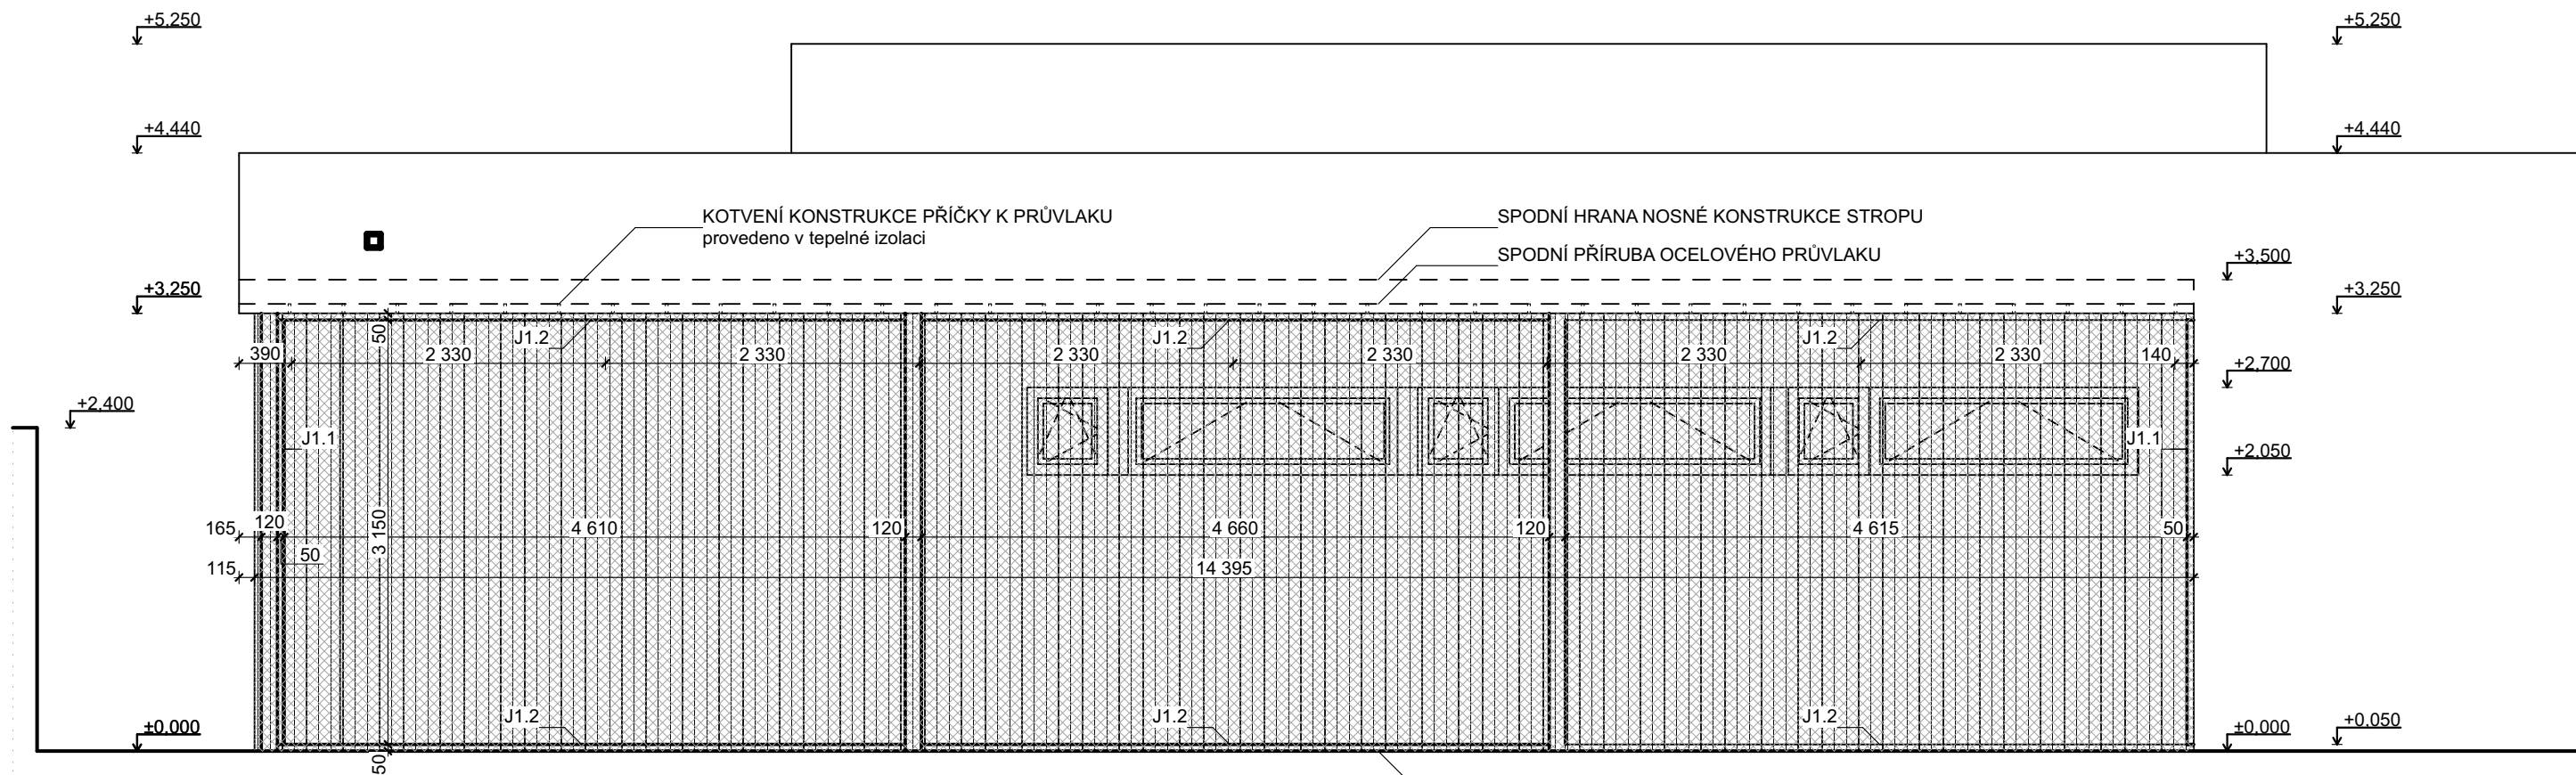 +5,250
+5,250
+4,440
+4,440
KOTVENÍ KONSTRUKCE PŘÍČKY K PRŮVLAKU
provedeno v tepelné izolaci
SPODNÍ HRANA NOSNÉ KONSTRUKCE STROPU
SPODNÍ PŘÍRUBA OCELOVÉHO PRŮVLAKU
+3,500
+3,250
+3,250
50
J1.2
J1.2
J1.2
390
2 330
2 330
2 330
2 330
2 330
2 330
140
+2,700
+2,400
J1.1
J1.1
+2,050
165
120
3 150
4 610
120
4 660
120
4 615
50
50
115
14 395
J1.2
J1.2
J1.2
±0,000
±0,000
+0,050
50